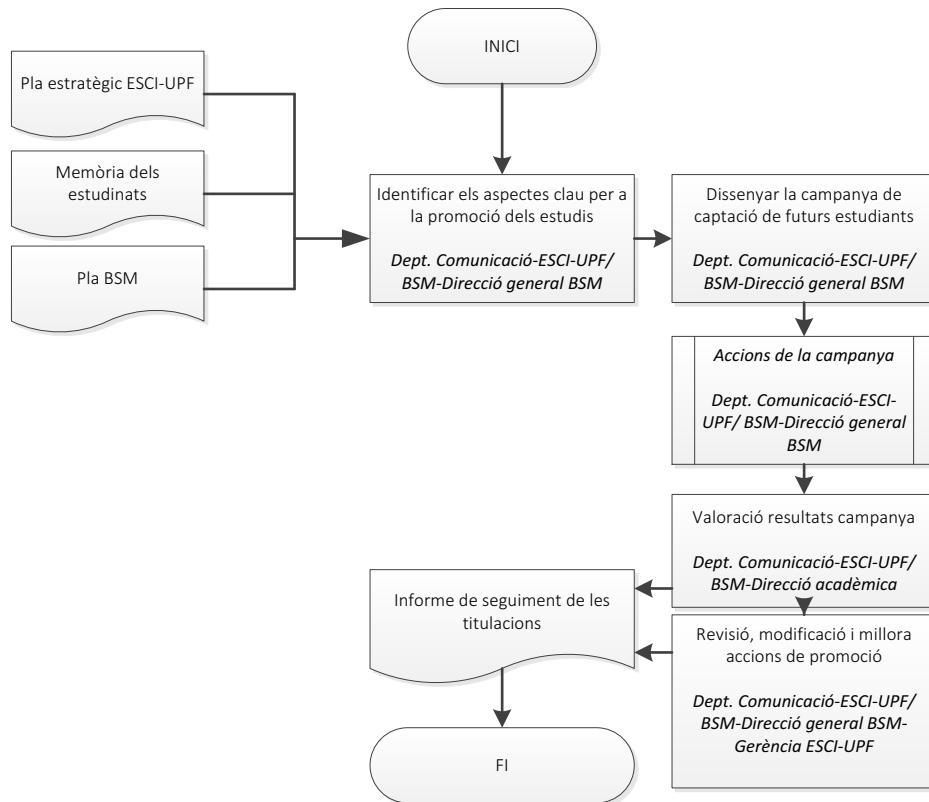 INICI
Pla estratègic ESCI-UPF
Memòria dels
estudinats
Pla BSM
Identificar els aspectes clau per a
la promoció dels estudis
Dept. Comunicació-ESCI-UPF/
BSM-Direcció general BSM
Dissenyar la campanya de
captació de futurs estudiants
Dept. Comunicació-ESCI-UPF/
BSM-Direcció general BSM
Accions de la campanya
Dept. Comunicació-ESCI-
UPF/ BSM-Direcció general
BSM
Valoració resultats campanya
Dept. Comunicació-ESCI-UPF/
BSM-Direcció acadèmica
Informe de seguiment de les
titulacions
Revisió, modificació i millora
accions de promoció
Dept. Comunicació-ESCI-UPF/
BSM-Direcció general BSM-
Gerència ESCI-UPF
FI